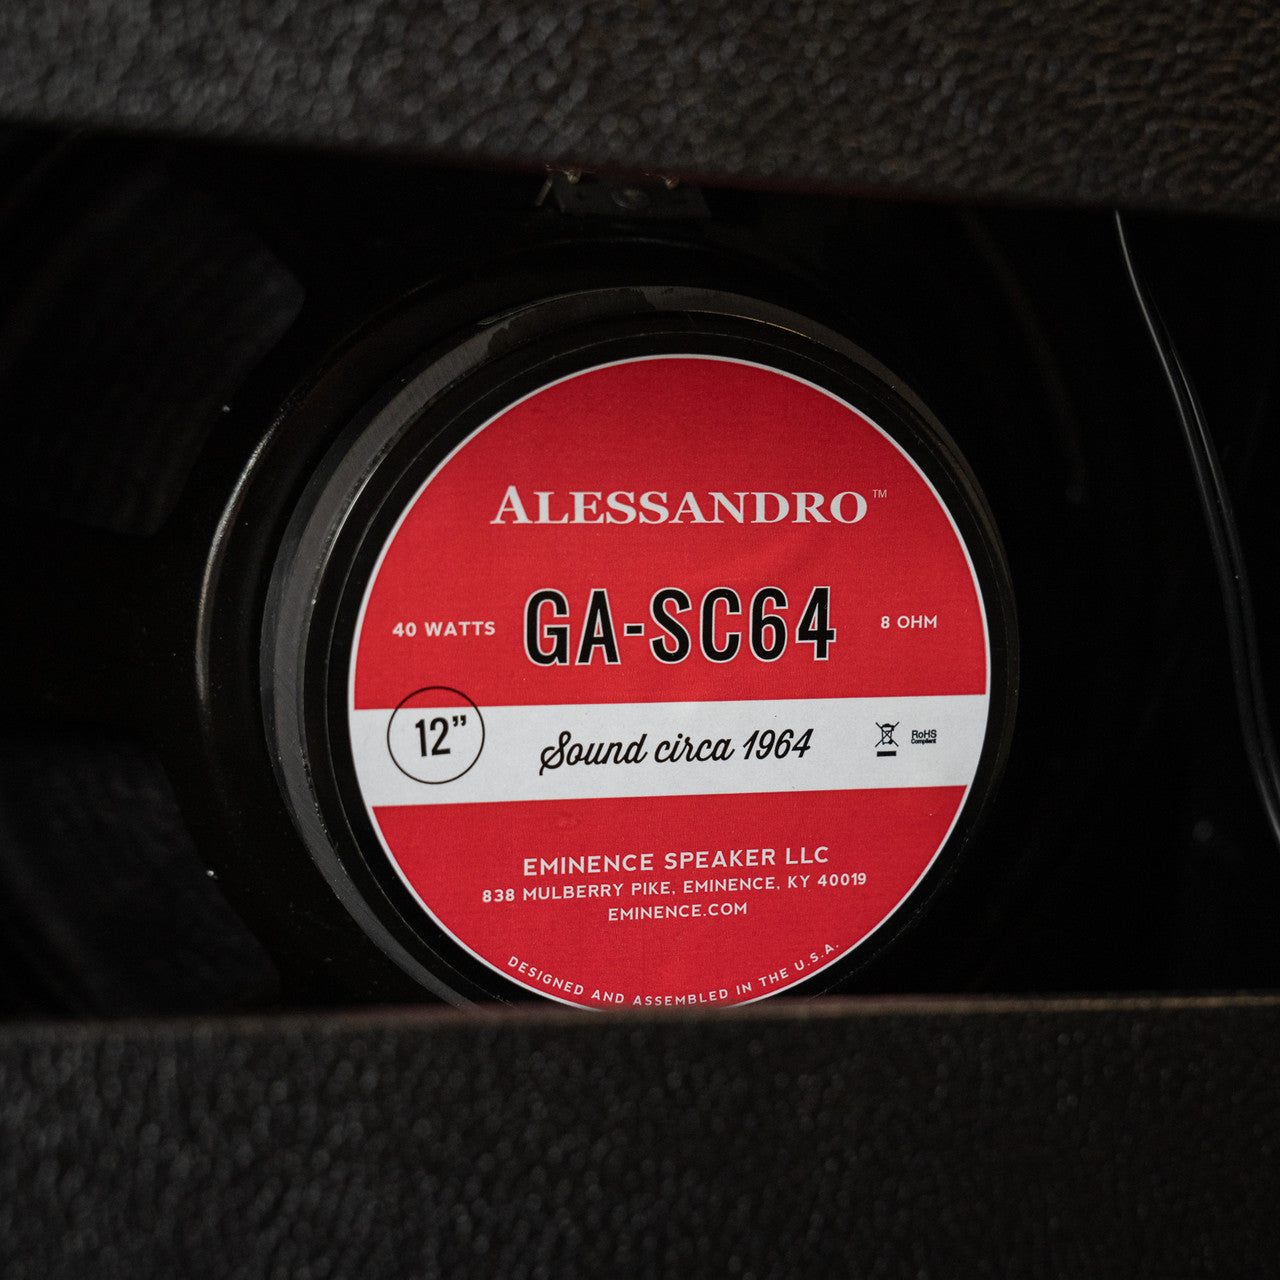 ALESSANDRO™
40 WATTS GA-SC64 8 OHM
12” Sound circa 1964 RoHS
Compliant
EMINENCE SPEAKER LLC
838 MULBERRY PIKE, EMINENCE, KY 40019
EMINENCE.COM
DESIGNED AND ASSEMBLED IN THE U.S.A.